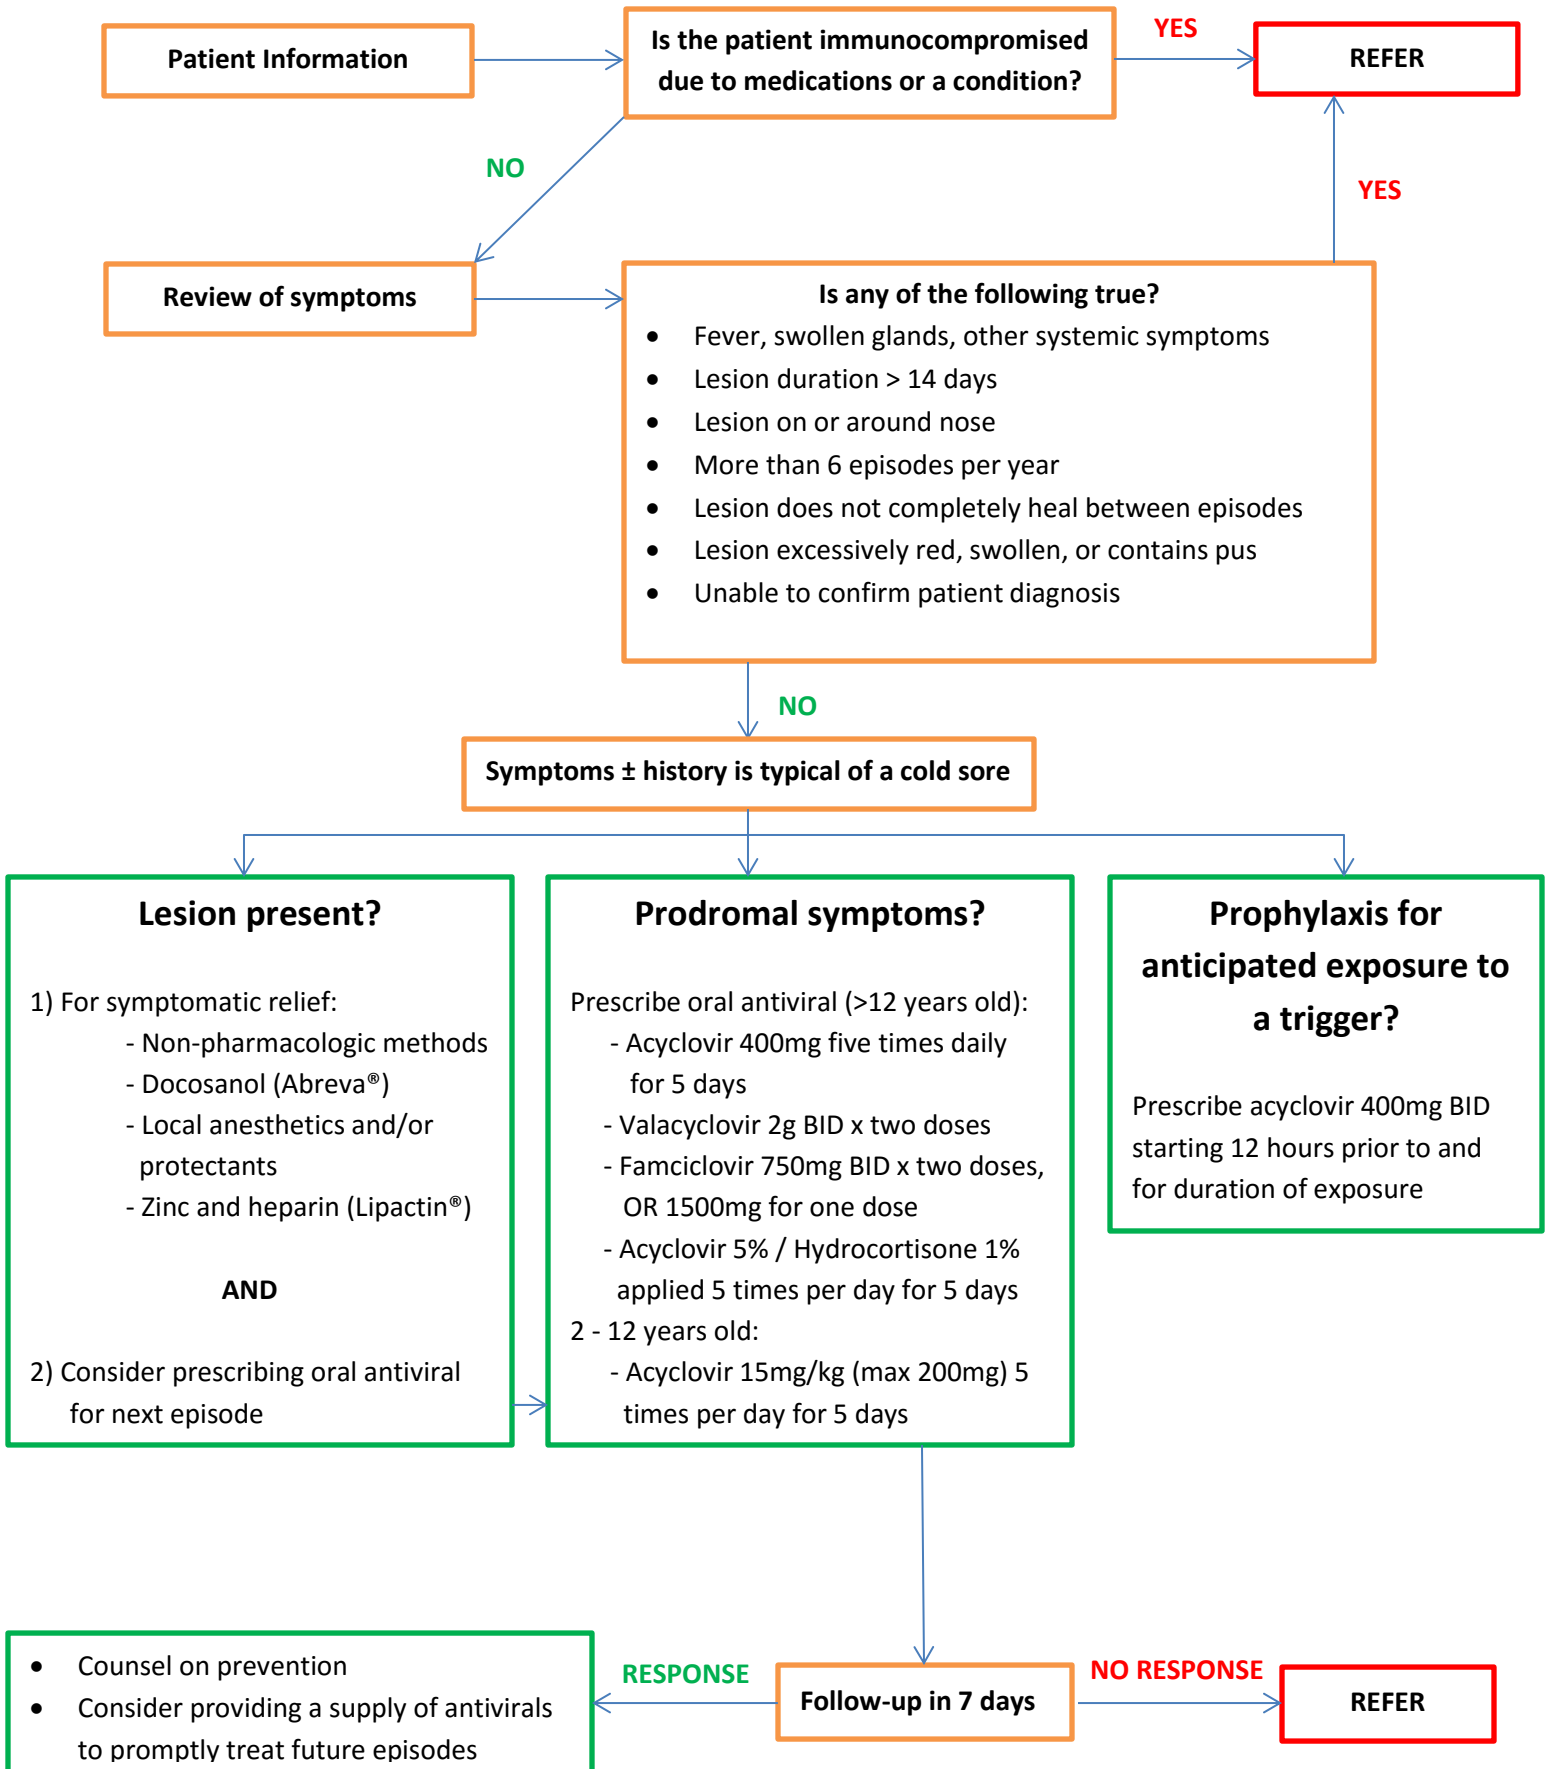 Patient Information
Is the patient immunocompromised
due to medications or a condition?
YES
REFER
NO
YES
Review of symptoms
Is any of the following true?
• Fever, swollen glands, other systemic symptoms
• Lesion duration > 14 days
• Lesion on or around nose
• More than 6 episodes per year
• Lesion does not completely heal between episodes
• Lesion excessively red, swollen, or contains pus
• Unable to confirm patient diagnosis
NO
Symptoms ± history is typical of a cold sore
Lesion present?
1) For symptomatic relief:
- Non-pharmacologic methods
- Docosanol (Abreva®)
- Local anesthetics and/or
protectants
- Zinc and heparin (Lipactin®)
AND
2) Consider prescribing oral antiviral
for next episode
Prodromal symptoms?
Prescribe oral antiviral (>12 years old):
- Acyclovir 400mg five times daily
for 5 days
- Valacyclovir 2g BID x two doses
- Famciclovir 750mg BID x two doses,
OR 1500mg for one dose
- Acyclovir 5% / Hydrocortisone 1%
applied 5 times per day for 5 days
2 - 12 years old:
- Acyclovir 15mg/kg (max 200mg) 5
times per day for 5 days
Prophylaxis for
anticipated exposure to
a trigger?
Prescribe acyclovir 400mg BID
starting 12 hours prior to and
for duration of exposure
• Counsel on prevention
• Consider providing a supply of antivirals
to promptly treat future episodes
RESPONSE
Follow-up in 7 days
NO RESPONSE
REFER